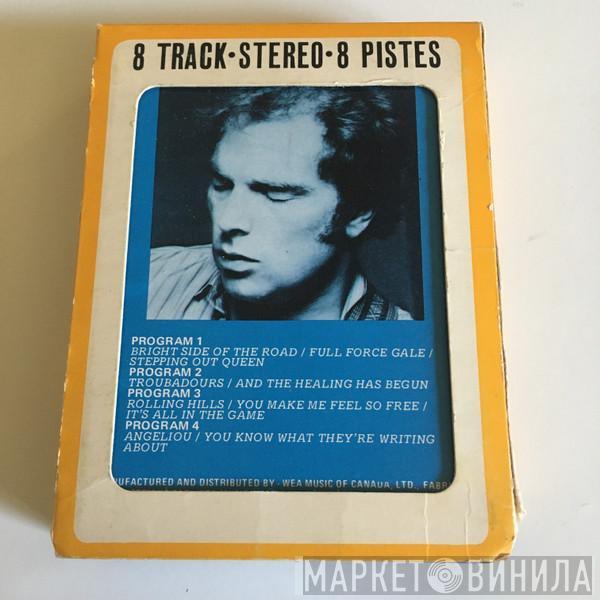 8 TRACK•STEREO•8 PISTES
PROGRAM 1
BRIGHT SIDE OF THE ROAD / FULL FORCE GALE /
STEPPING OUT QUEEN
PROGRAM 2
TROUBADOURS / AND THE HEALING HAS BEGUN
PROGRAM 3
ROLLING HILLS / YOU MAKE ME FEEL SO FREE /
IT'S ALL IN THE GAME
PROGRAM 4
ANGELIOU / YOU KNOW WHAT THEY'RE WRITING
ABOUT
UFACTURED AND DISTRIBUTED BY - WEA MUSIC OF CANADA, LTD., FABR
МАРКЕТ ВИНИЛА